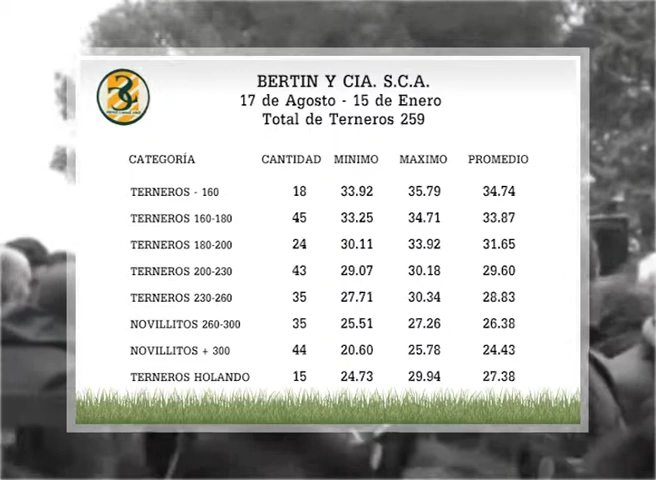 BERTIN Y CIA. S.C.A.
17 de Agosto - 15 de Enero
Total de Terneros 259
CATEGORÍA CANTIDAD MINIMO MAXIMO PROMEDIO
TERNEROS - 160 18 33.92 35.79 34.74
TERNEROS 160-180 45 33.25 34.71 33.87
TERNEROS 180-200 24 30.11 33.92 31.65
TERNEROS 200-230 43 29.07 30.18 29.60
TERNEROS 230-260 35 27.71 30.34 28.83
NOVILLITOS 260-300 35 25.51 27.26 26.38
NOVILLITOS + 300 44 20.60 25.78 24.43
TERNEROS HOLANDO 15 24.73 29.94 27.38